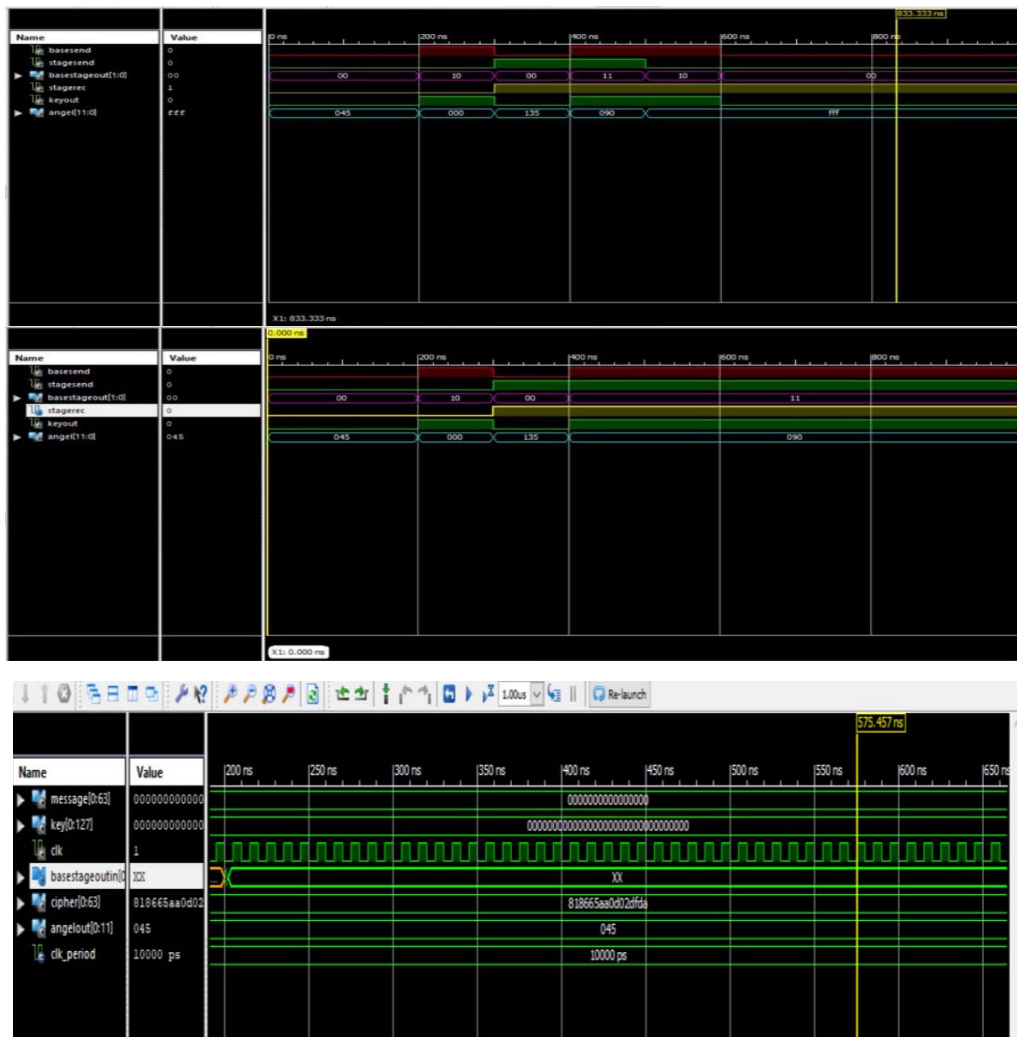 833.333 ns
Name Value 0 ns 200 ns 400 ns 600 ns 800 ns
basesend 0
stagesend 0
basestageout[1:0] 00 00 10 00 11 10 00
stagerec 1
keyout 0
angel[11:0] fff 045 000 135 090 fff
X1: 833.333 ns
0.000 ns
Name Value 0 ns 200 ns 400 ns 600 ns 800 ns
basesend 0
stagesend 0
basestageout[1:0] 00 00 10 00 11
stagerec 0
keyout 0
angel[11:0] 045 045 000 135 090
X1: 0.000 ns
1.00us Re-launch
575.457 ns
Name Value 200 ns 250 ns 300 ns 350 ns 400 ns 450 ns 500 ns 550 ns 600 ns 650 ns
message[0:63] 000000000000 0000000000000000
key[0:127] 000000000000 00000000000000000000000000000000
clk 1
basestageoutin[0 XX ... XX
cipher[0:63] 818665aa0d02 818665aa0d02dfda
angelout[0:11] 045 045
clk_period 10000 ps 10000 ps